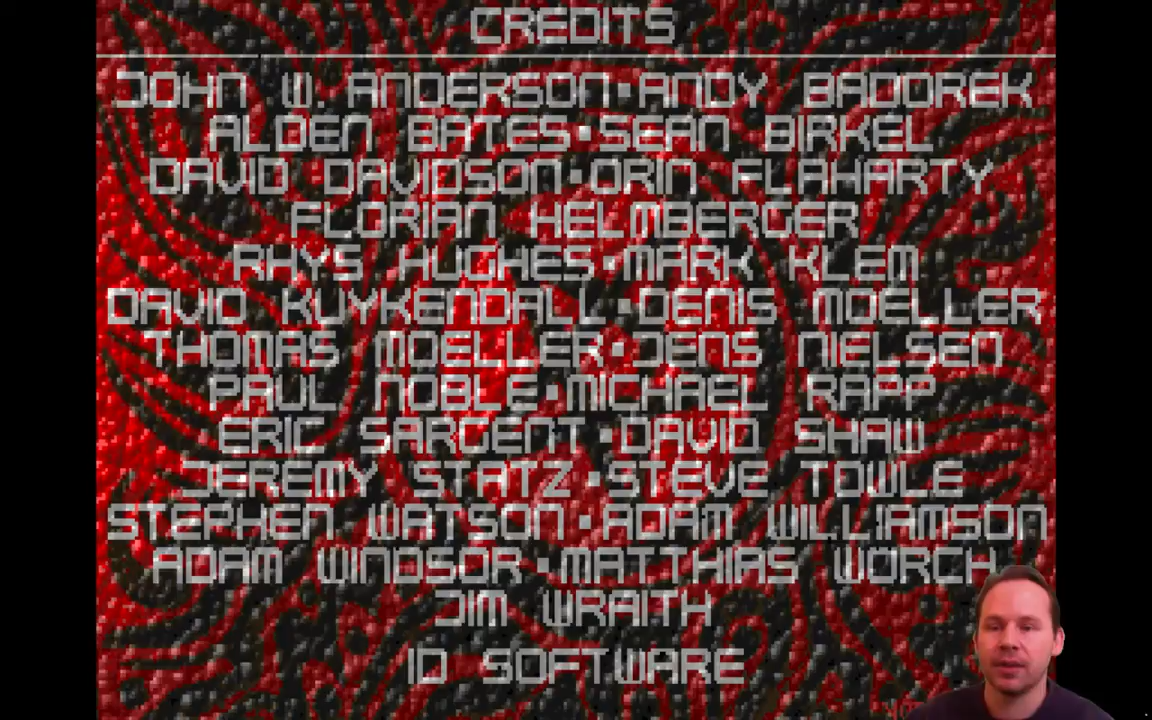 CREDITS
JOHN W. ANDERSON·ANDY BADOREK
ALDEN BATES·SEAN BIRKEL
DAVID DAVIDSON·ORIN FLAHARTY
FLORIAN HELMBERGER
RHYS HUGHES·MARK KLEM
DAVID KUYKENDALL·DENIS MOELLER
THOMAS MOELLER·JENS NIELSEN
PAUL NOBLE·MICHAEL RAPP
ERIC SARGENT·DAVID SHAW
JEREMY STATZ·STEVE TOWLE
STEPHEN WATSON·ADAM WILLIAMSON
ADAM WINDSOR·MATTHIAS WORCH
JIM WRAITH
ID SOFTWARE